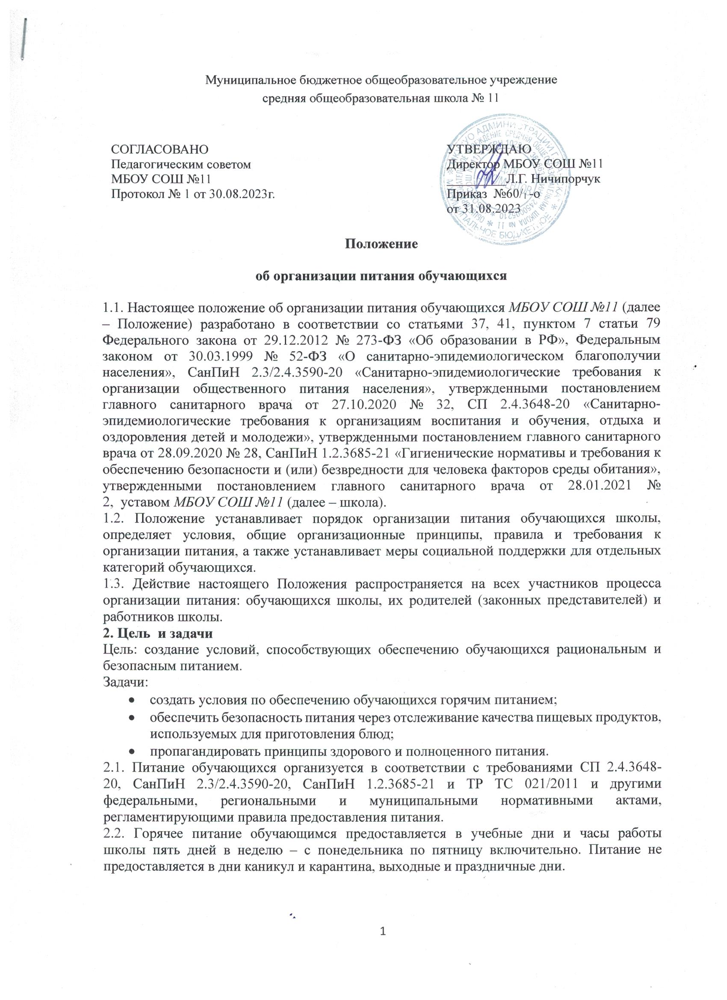 Муниципальное бюджетное общеобразовательное учреждение
средняя общеобразовательная школа № 11
СОГЛАСОВАНО
Педагогическим советом
МБОУ СОШ №11
Протокол № 1 от 30.08.2023г.
УТВЕРЖДАЮ
Директор МБОУ СОШ №11
Л.Г. Ничипорчук
Приказ №60/1-о
от 31.08.2023
Положение
об организации питания обучающихся
1.1. Настоящее положение об организации питания обучающихся МБОУ СОШ №11 (далее
– Положение) разработано в соответствии со статьями 37, 41, пунктом 7 статьи 79
Федерального закона от 29.12.2012 № 273-ФЗ «Об образовании в РФ», Федеральным
законом от 30.03.1999 № 52-ФЗ «О санитарно-эпидемиологическом благополучии
населения», СанПиН 2.3/2.4.3590-20 «Санитарно-эпидемиологические требования к
организации общественного питания населения», утвержденными постановлением
главного санитарного врача от 27.10.2020 № 32, СП 2.4.3648-20 «Санитарно-
эпидемиологические требования к организациям воспитания и обучения, отдыха и
оздоровления детей и молодежи», утвержденными постановлением главного санитарного
врача от 28.09.2020 № 28, СанПиН 1.2.3685-21 «Гигиенические нормативы и требования к
обеспечению безопасности и (или) безвредности для человека факторов среды обитания»,
утвержденными постановлением главного санитарного врача от 28.01.2021 №
2, уставом МБОУ СОШ №11 (далее – школа).
1.2. Положение устанавливает порядок организации питания обучающихся школы,
определяет условия, общие организационные принципы, правила и требования к
организации питания, а также устанавливает меры социальной поддержки для отдельных
категорий обучающихся.
1.3. Действие настоящего Положения распространяется на всех участников процесса
организации питания: обучающихся школы, их родителей (законных представителей) и
работников школы.
2. Цель и задачи
Цель: создание условий, способствующих обеспечению обучающихся рациональным и
безопасным питанием.
Задачи:
• создать условия по обеспечению обучающихся горячим питанием;
• обеспечить безопасность питания через отслеживание качества пищевых продуктов,
используемых для приготовления блюд;
• пропагандировать принципы здорового и полноценного питания.
2.1. Питание обучающихся организуется в соответствии с требованиями СП 2.4.3648-
20, СанПиН 2.3/2.4.3590-20, СанПиН 1.2.3685-21 и ТР ТС 021/2011 и другими
федеральными, региональными и муниципальными нормативными актами,
регламентирующими правила предоставления питания.
2.2. Горячее питание обучающимся предоставляется в учебные дни и часы работы
школы пять дней в неделю – с понедельника по пятницу включительно. Питание не
предоставляется в дни каникул и карантина, выходные и праздничные дни.
1